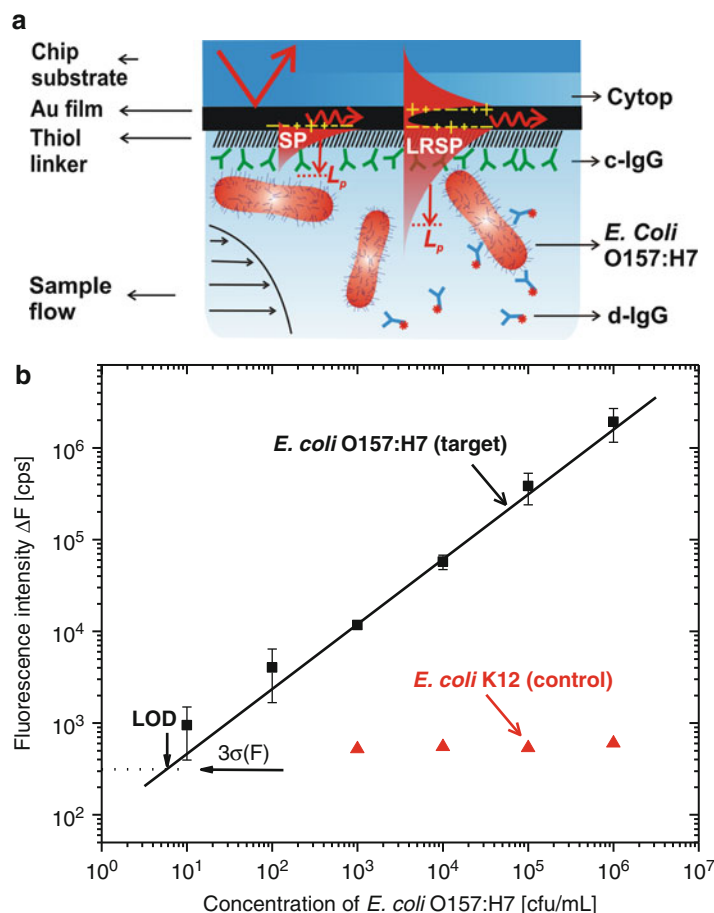 a
Chip
substrate
Au film
Thiol
linker
Sample
flow
SP
Lp
LRSP
Lp
Cytop
c-IgG
E. Coli
O157:H7
d-IgG
b
Fluorescence intensity ΔF [cps]
10⁶
10⁵
10⁴
10³
10²
E. coli O157:H7 (target)
E. coli K12 (control)
LOD
3σ(F)
10⁰ 10¹ 10² 10³ 10⁴ 10⁵ 10⁶ 10⁷
Concentration of E. coli O157:H7 [cfu/mL]